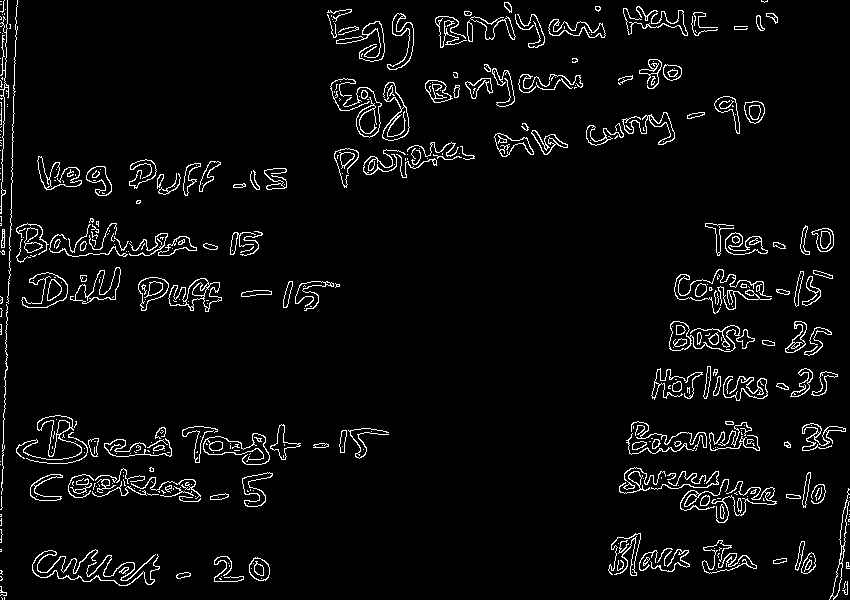 Egg Biriyani Half -
Egg Biriyani - 80
Parota curry - 90
Veg Puff - 15
Badhusa - 15
Dill Puff - 15
Bread Toast - 15
Cookies - 5
Cutlet - 20
Tea - 10
Coffee - 15
Boost - 35
Horlicks - 35
Bournvita - 35
Sukku
coffee - 10
Black Tea - 10